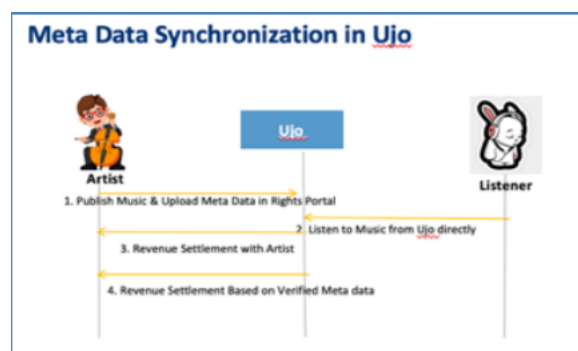 Meta Data Synchronization in Ujo
Ujo
Artist
Listener
1. Publish Music & Upload Meta Data in Rights Portal
2. Listen to Music from Ujo directly
3. Revenue Settlement with Artist
4. Revenue Settlement Based on Verified Meta data